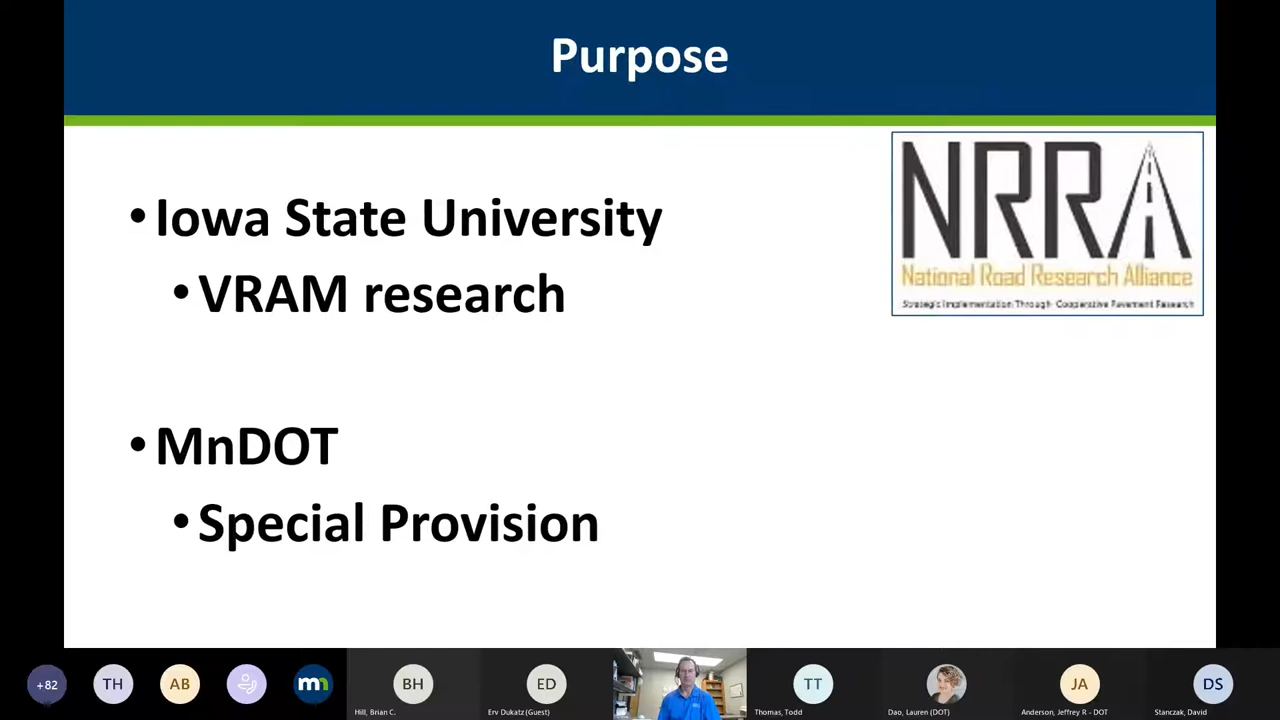 Purpose
NRRA
National Road Research Alliance
Strategic Implementation Through Cooperative Pavement Research
• Iowa State University
• VRAM research
• MnDOT
• Special Provision
+82
TH
AB
mn
BH
ED
TT
JA
DS
Hill, Brian C.
Erv Dukatz (Guest)
Thomas, Todd
Dao, Lauren (DOT)
Anderson, Jeffrey R - DOT
Stanczak, David